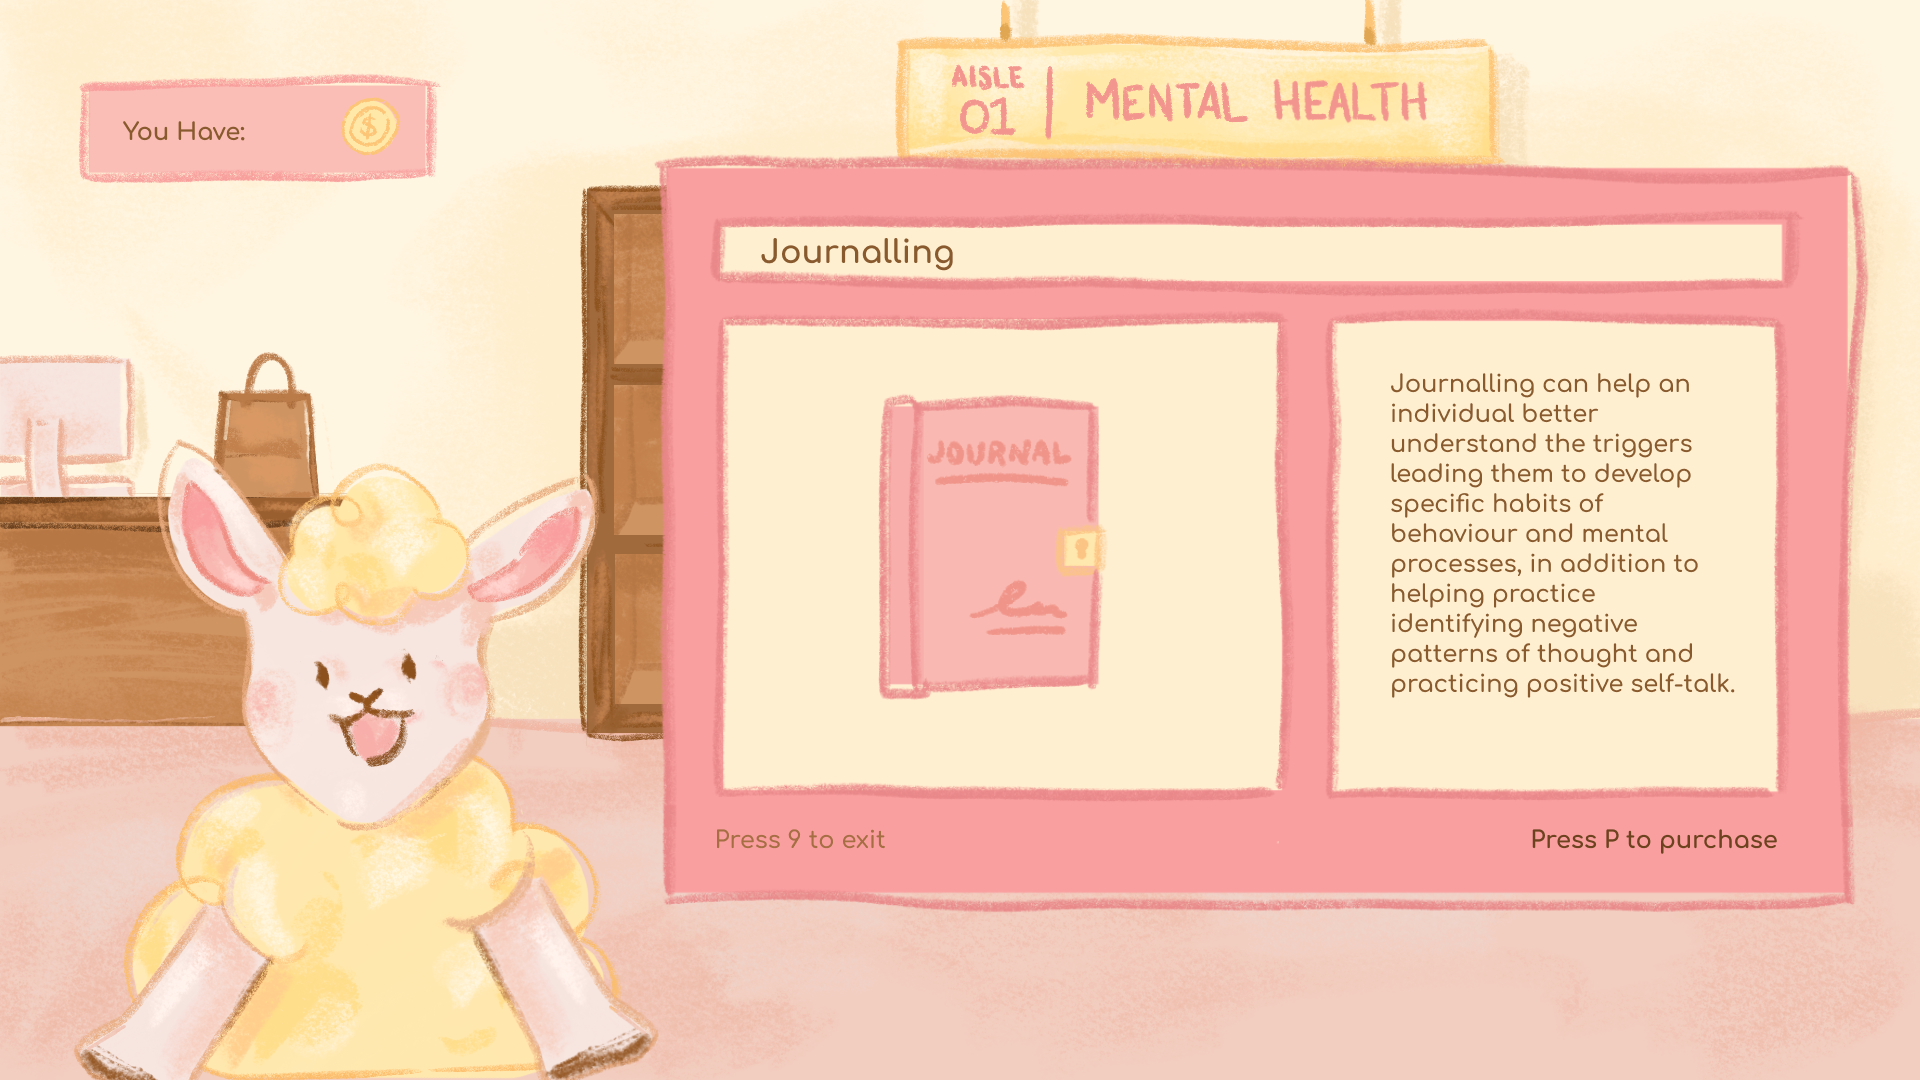 AISLE
01
MENTAL HEALTH
You Have:
$
Journalling
JOURNAL
Journalling can help an
individual better
understand the triggers
leading them to develop
specific habits of
behaviour and mental
processes, in addition to
helping practice
identifying negative
patterns of thought and
practicing positive self-talk.
Press 9 to exit
Press P to purchase